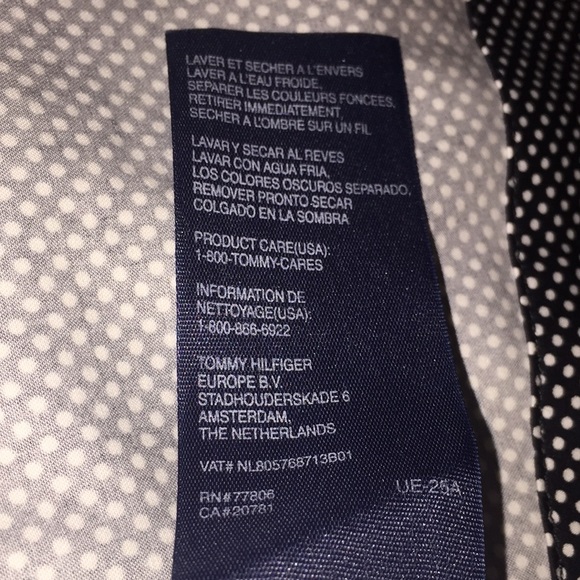 LAVER ET SECHER A L'ENVERS
LAVER A L'EAU FROIDE,
SEPARER LES COULEURS FONCEES,
RETIRER IMMEDIATEMENT,
SECHER A L'OMBRE SUR UN FIL
LAVAR Y SECAR AL REVES
LAVAR CON AGUA FRIA,
LOS COLORES OSCUROS SEPARADO,
REMOVER PRONTO SECAR
COLGADO EN LA SOMBRA
PRODUCT CARE(USA):
1-800-TOMMY-CARES
INFORMATION DE
NETTOYAGE(USA):
1-800-866-6922
TOMMY HILFIGER
EUROPE B.V.
STADHOUDERSKADE 6
AMSTERDAM,
THE NETHERLANDS
VAT# NL805768713B01
RN#77806
CA#20781
UE-25A